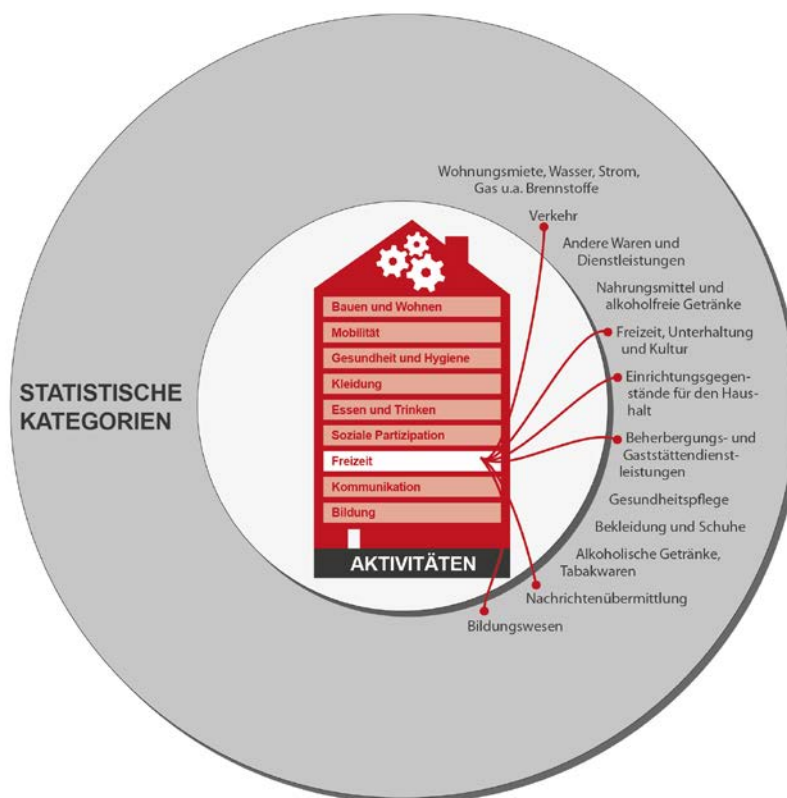 Wohnungsmiete, Wasser, Strom,
Gas u.a. Brennstoffe
Verkehr
Andere Waren und
Dienstleistungen
Nahrungsmittel und
alkoholfreie Getränke
Freizeit, Unterhaltung
und Kultur
Einrichtungsgegen-
stände für den Haus-
halt
Beherbergungs- und
Gaststättendienst-
leistungen
Gesundheitspflege
Bekleidung und Schuhe
Alkoholische Getränke,
Tabakwaren
Nachrichtenübermittlung
Bildungswesen
STATISTISCHE
KATEGORIEN
Bauen und Wohnen
Mobilität
Gesundheit und Hygiene
Kleidung
Essen und Trinken
Soziale Partizipation
Freizeit
Kommunikation
Bildung
AKTIVITÄTEN